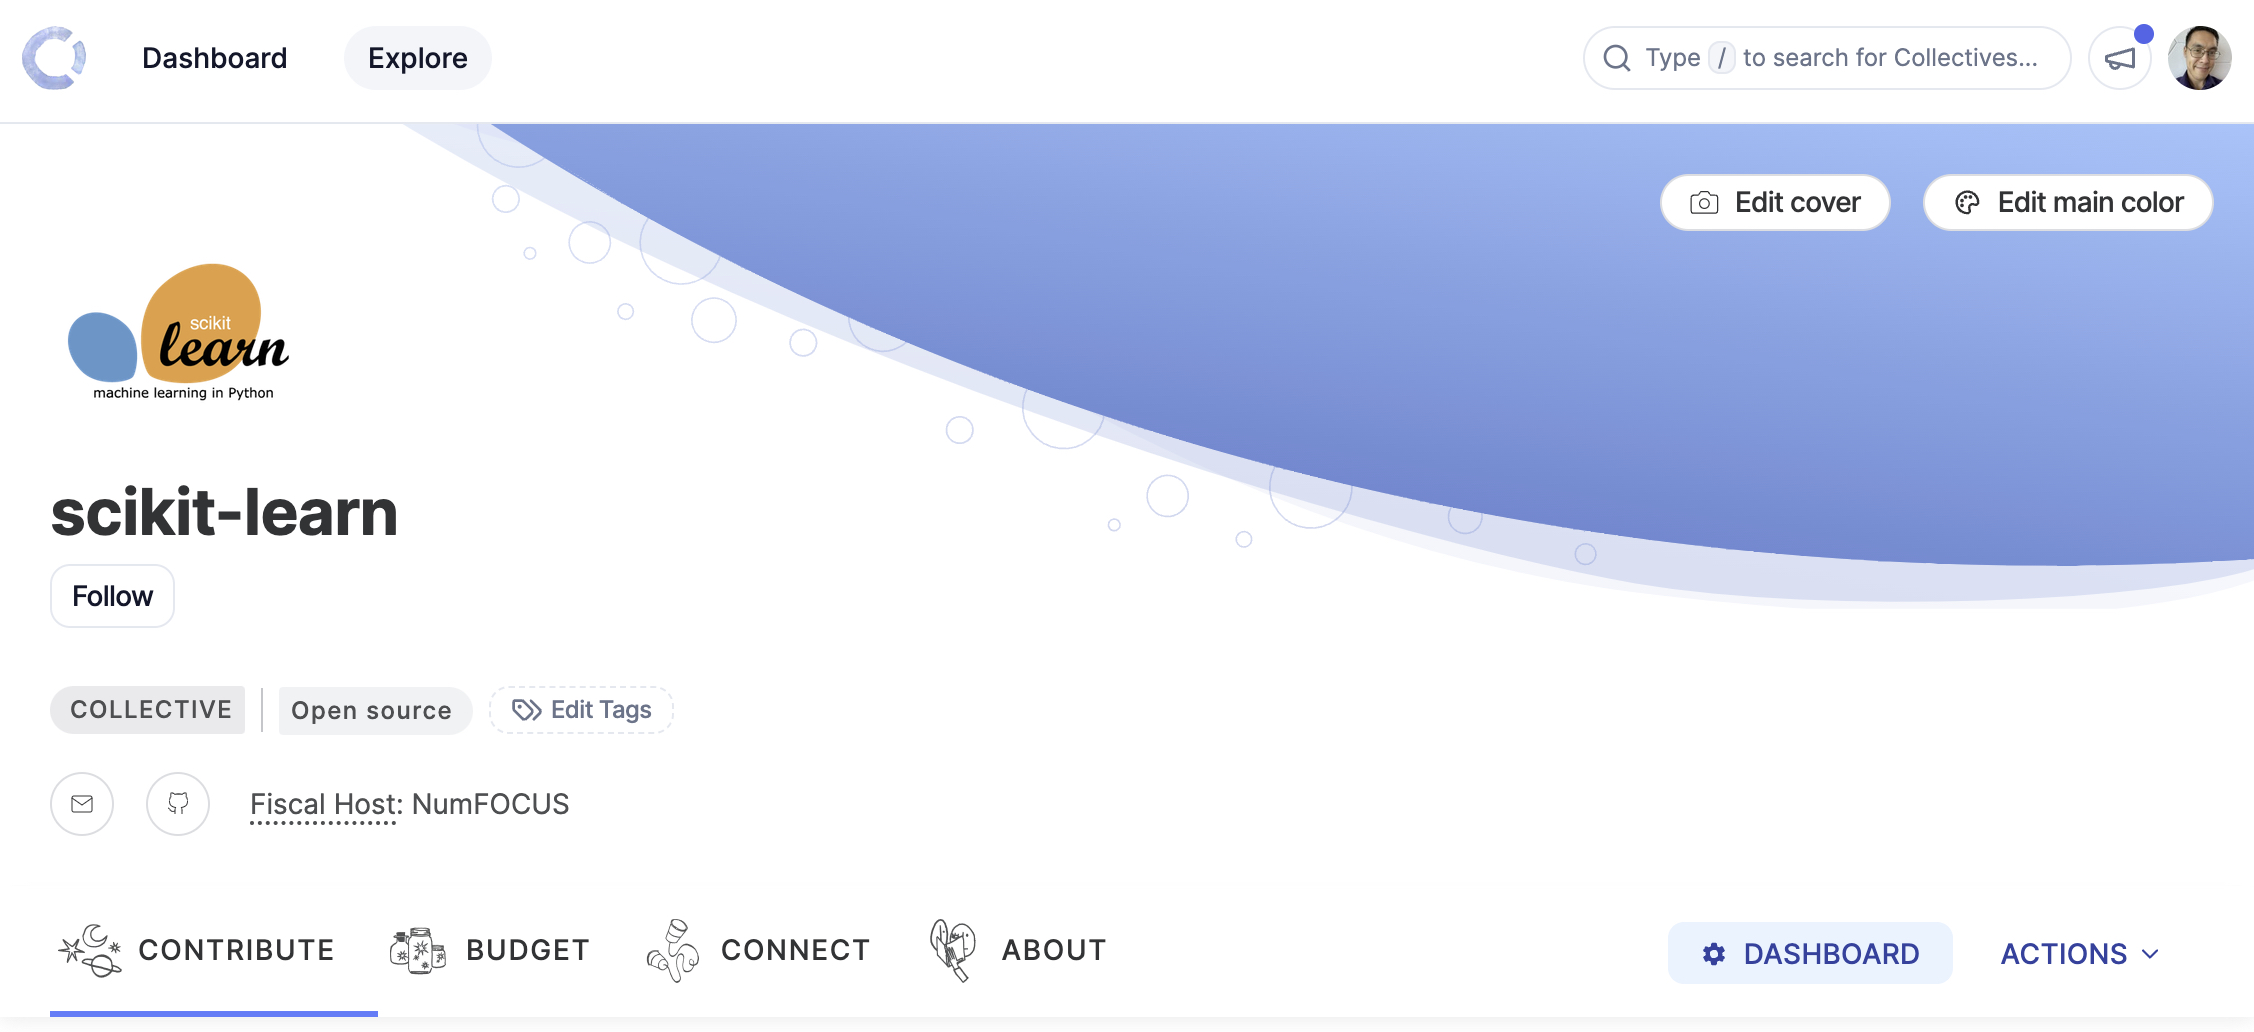 Dashboard
Explore
Type / to search for Collectives...
Edit cover
Edit main color
scikit
learn
machine learning in Python
scikit-learn
Follow
COLLECTIVE
Open source
Edit Tags
Fiscal Host: NumFOCUS
CONTRIBUTE
BUDGET
CONNECT
ABOUT
DASHBOARD
ACTIONS